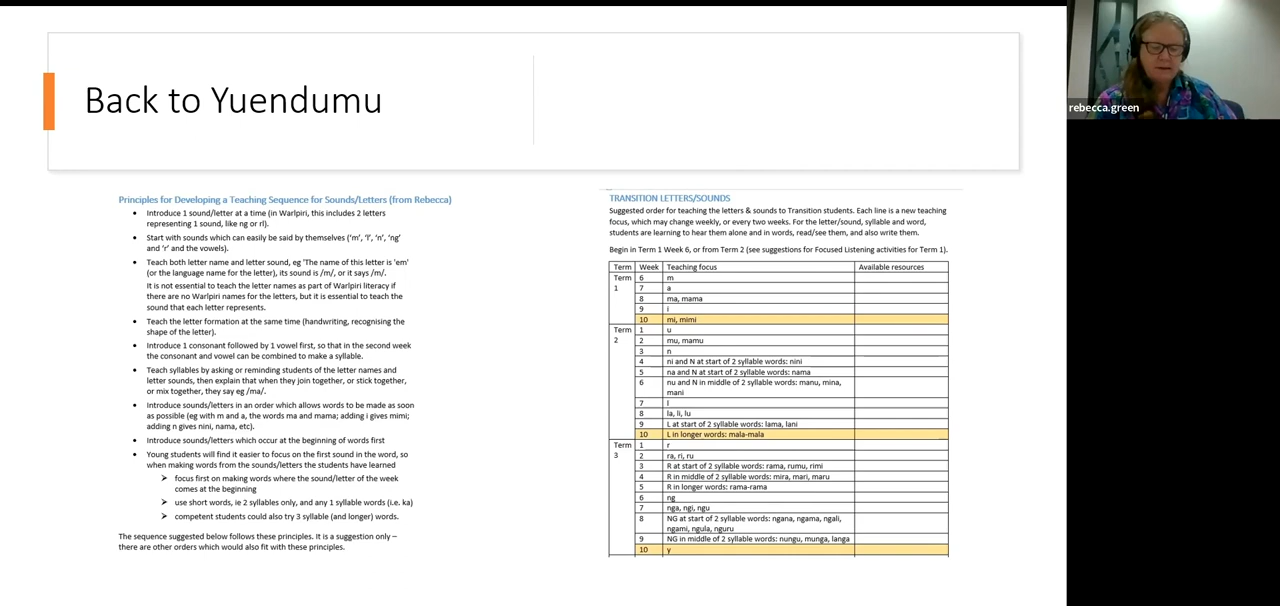 Back to Yuendumu
rebecca.green
Principles for Developing a Teaching Sequence for Sounds/Letters (from Rebecca)
• Introduce 1 sound/letter at a time (in Warlpiri, this includes 2 letters
representing 1 sound, like ng or rl).
• Start with sounds which can easily be said by themselves ('m', 'l', 'n', 'ng'
and 'r' and the vowels).
• Teach both letter name and letter sound, eg 'The name of this letter is 'em'
(or the language name for the letter), its sound is /m/, or it says /m/.
It is not essential to teach the letter names as part of Warlpiri literacy if
there are no Warlpiri names for the letters, but it is essential to teach the
sound that each letter represents.
• Teach the letter formation at the same time (handwriting, recognising the
shape of the letter).
• Introduce 1 consonant followed by 1 vowel first, so that in the second week
the consonant and vowel can be combined to make a syllable.
• Teach syllables by asking or reminding students of the letter names and
letter sounds, then explain that when they join together, or stick together,
or mix together, they say eg /ma/.
• Introduce sounds/letters in an order which allows words to be made as soon
as possible (eg with m and a, the words ma and mama; adding i gives mimi;
adding n gives nini, nama, etc).
• Introduce sounds/letters which occur at the beginning of words first
• Young students will find it easier to focus on the first sound in the word, so
when making words from the sounds/letters the students have learned
➢ focus first on making words where the sound/letter of the week
comes at the beginning
➢ use short words, ie 2 syllables only, and any 1 syllable words (i.e. ka)
➢ competent students could also try 3 syllable (and longer) words.
The sequence suggested below follows these principles. It is a suggestion only –
there are other orders which would also fit with these principles.
TRANSITION LETTERS/SOUNDS
Suggested order for teaching the letters & sounds to Transition students. Each line is a new teaching
focus, which may change weekly, or every two weeks. For the letter/sound, syllable and word,
students are learning to hear them alone and in words, read/see them, and also write them.
Begin in Term 1 Week 6, or from Term 2 (see suggestions for Focused Listening activities for Term 1).
Term Week Teaching focus Available resources
Term 6 m
1 7 a
8 ma, mama
9 i
10 mi, mimi
Term 1 u
2 2 mu, mamu
3 n
4 ni and N at start of 2 syllable words: nini
5 na and N at start of 2 syllable words: nama
6 nu and N in middle of 2 syllable words: manu, mina,
mani
7 l
8 la, li, lu
9 L at start of 2 syllable words: lama, lani
10 L in longer words: mala-mala
Term 1 r
3 2 ra, ri, ru
3 R at start of 2 syllable words: rama, rumu, rimi
4 R in middle of 2 syllable words: mira, mari, maru
5 R in longer words: rama-rama
6 ng
7 nga, ngi, ngu
8 NG at start of 2 syllable words: ngana, ngama, ngali,
ngami, ngula, nguru
9 NG in middle of 2 syllable words: nungu, munga, langa
10 y